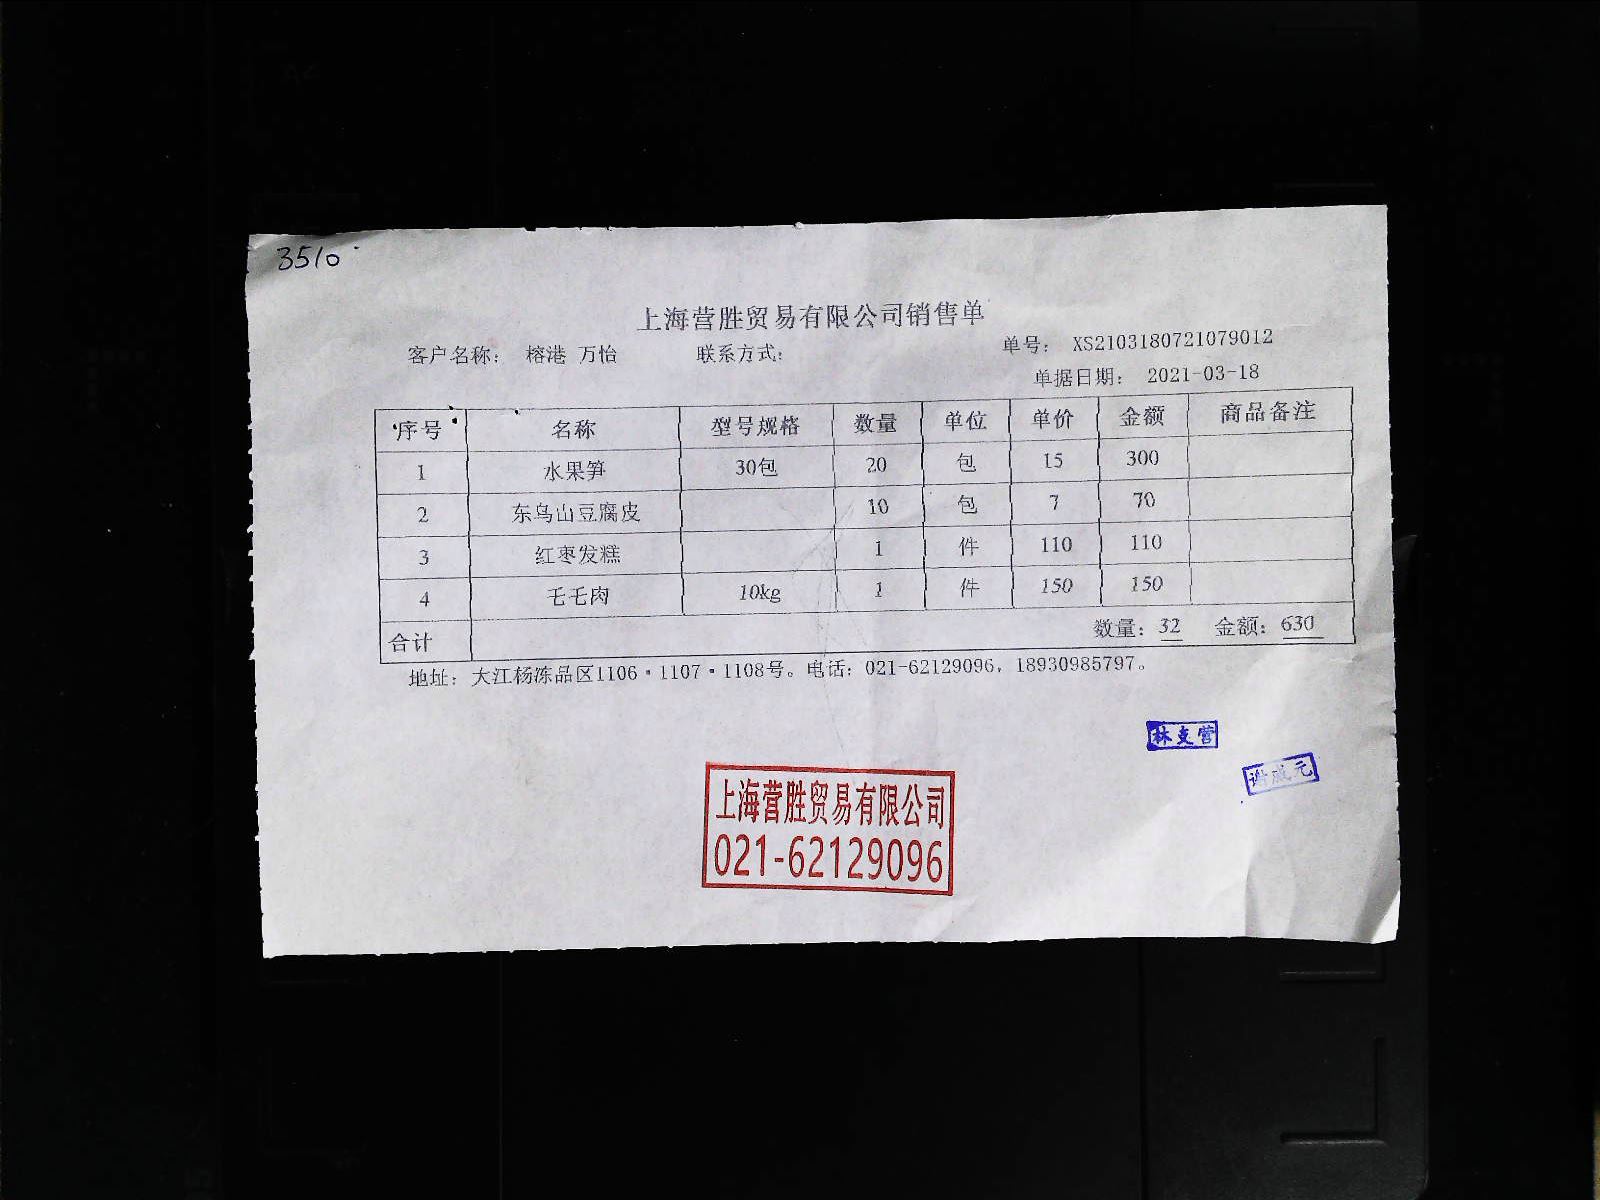 3510
上海营胜贸易有限公司销售单
客户名称： 榕港 万怡 联系方式： 单号： XS2103180721079012
单据日期： 2021-03-18
序号 名称 型号规格 数量 单位 单价 金额 商品备注
1 水果笋 30包 20 包 15 300
2 东乌山豆腐皮 10 包 7 70
3 红枣发糕 1 件 110 110
4 毛毛肉 10kg 1 件 150 150
合计 数量：32 金额：630
地址：大江杨冻品区1106·1107·1108号。电话：021-62129096，18930985797。
林支营
谢 元
上海营胜贸易有限公司
021-62129096